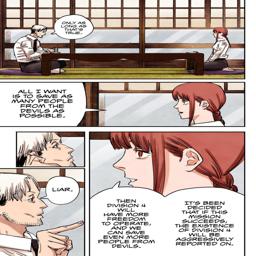 ONLY AS
LONG AS
THAT'S
TRUE.
ALL I WANT
IS TO SAVE AS
MANY PEOPLE
FROM THE
DEVILS AS
POSSIBLE.
IT'S BEEN
DECIDED
THAT IF THIS
MISSION
SUCCEEDS,
THE EXISTENCE
OF DIVISION 4
WILL BE
AGGRESSIVELY
REPORTED ON.
THEN
DIVISION 4
WILL
HAVE MORE
FREEDOM
TO OPERATE,
AND WE
CAN SAVE
EVEN MORE
PEOPLE FROM
DEVILS.
LIAR.